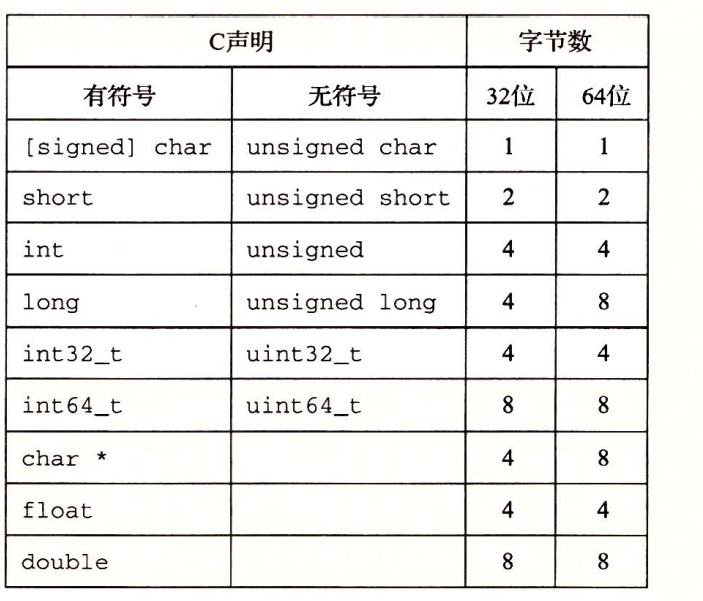 C声明 字节数
有符号 无符号 32位 64位
[signed] char unsigned char 1 1
short unsigned short 2 2
int unsigned 4 4
long unsigned long 4 8
int32_t uint32_t 4 4
int64_t uint64_t 8 8
char * 4 8
float 4 4
double 8 8